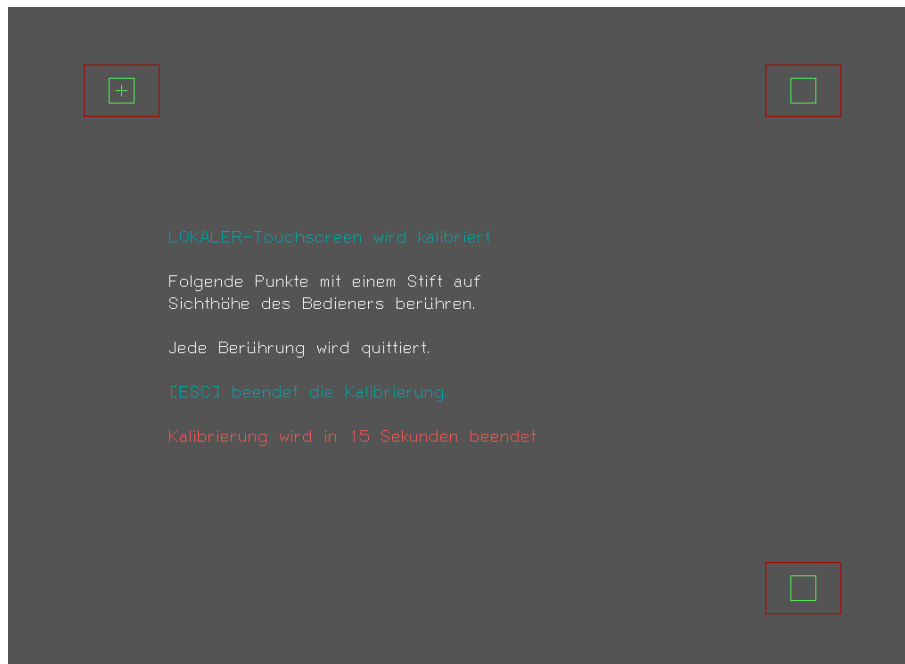 LOKALER-Touchscreen wird kalibriert
Folgende Punkte mit einem Stift auf
Sichthöhe des Bedieners berühren.
Jede Berührung wird quittiert.
[ESC] beendet die Kalibrierung.
Kalibrierung wird in 15 Sekunden beendet